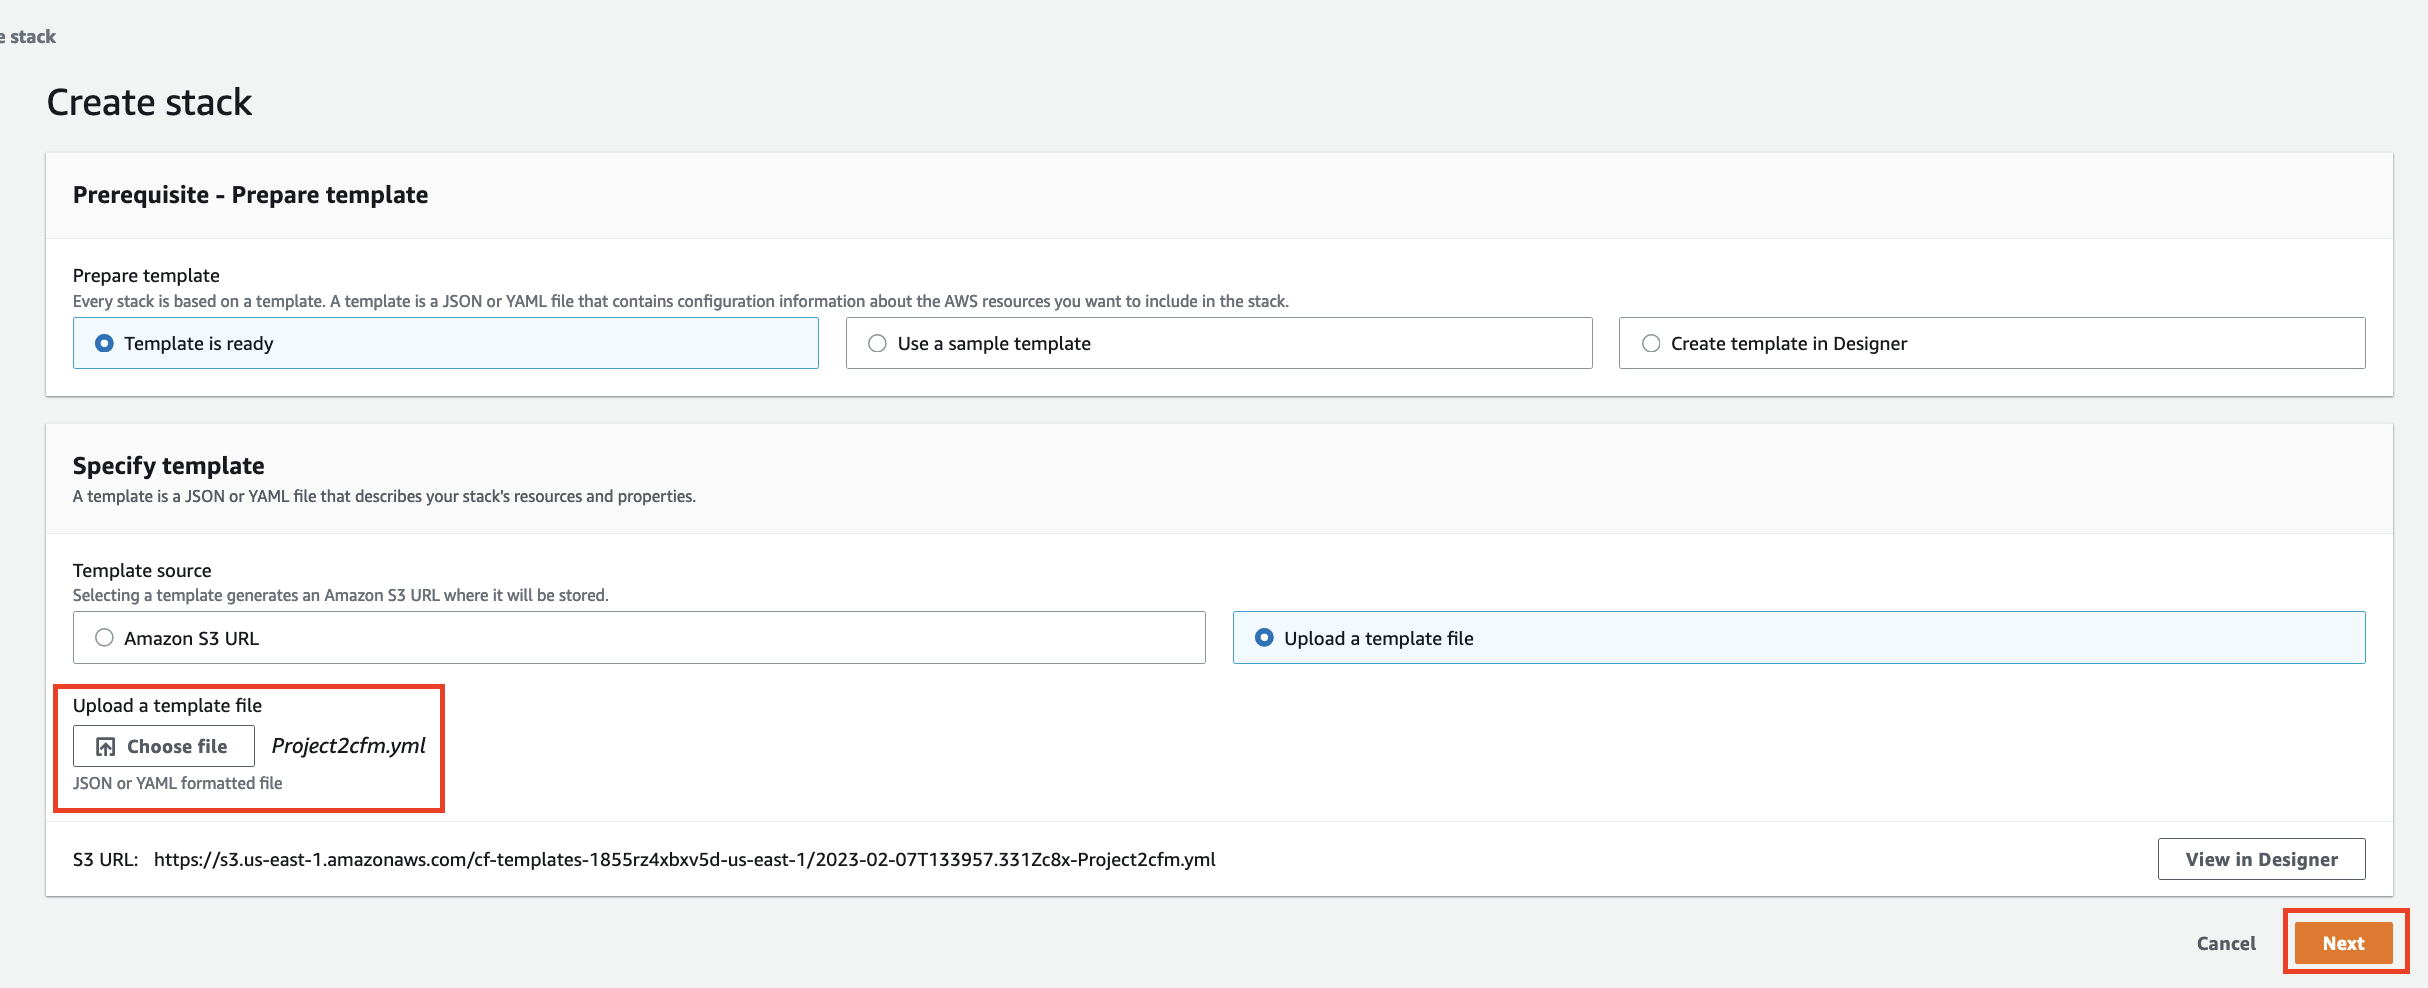 stack
Create stack
Prerequisite - Prepare template
Prepare template
Every stack is based on a template. A template is a JSON or YAML file that contains configuration information about the AWS resources you want to include in the stack.
Template is ready
Use a sample template
Create template in Designer
Specify template
A template is a JSON or YAML file that describes your stack's resources and properties.
Template source
Selecting a template generates an Amazon S3 URL where it will be stored.
Amazon S3 URL
Upload a template file
Upload a template file
Choose file Project2cfm.yml
JSON or YAML formatted file
S3 URL: https://s3.us-east-1.amazonaws.com/cf-templates-1855rz4xbxv5d-us-east-1/2023-02-07T133957.331Zc8x-Project2cfm.yml
View in Designer
Cancel
Next